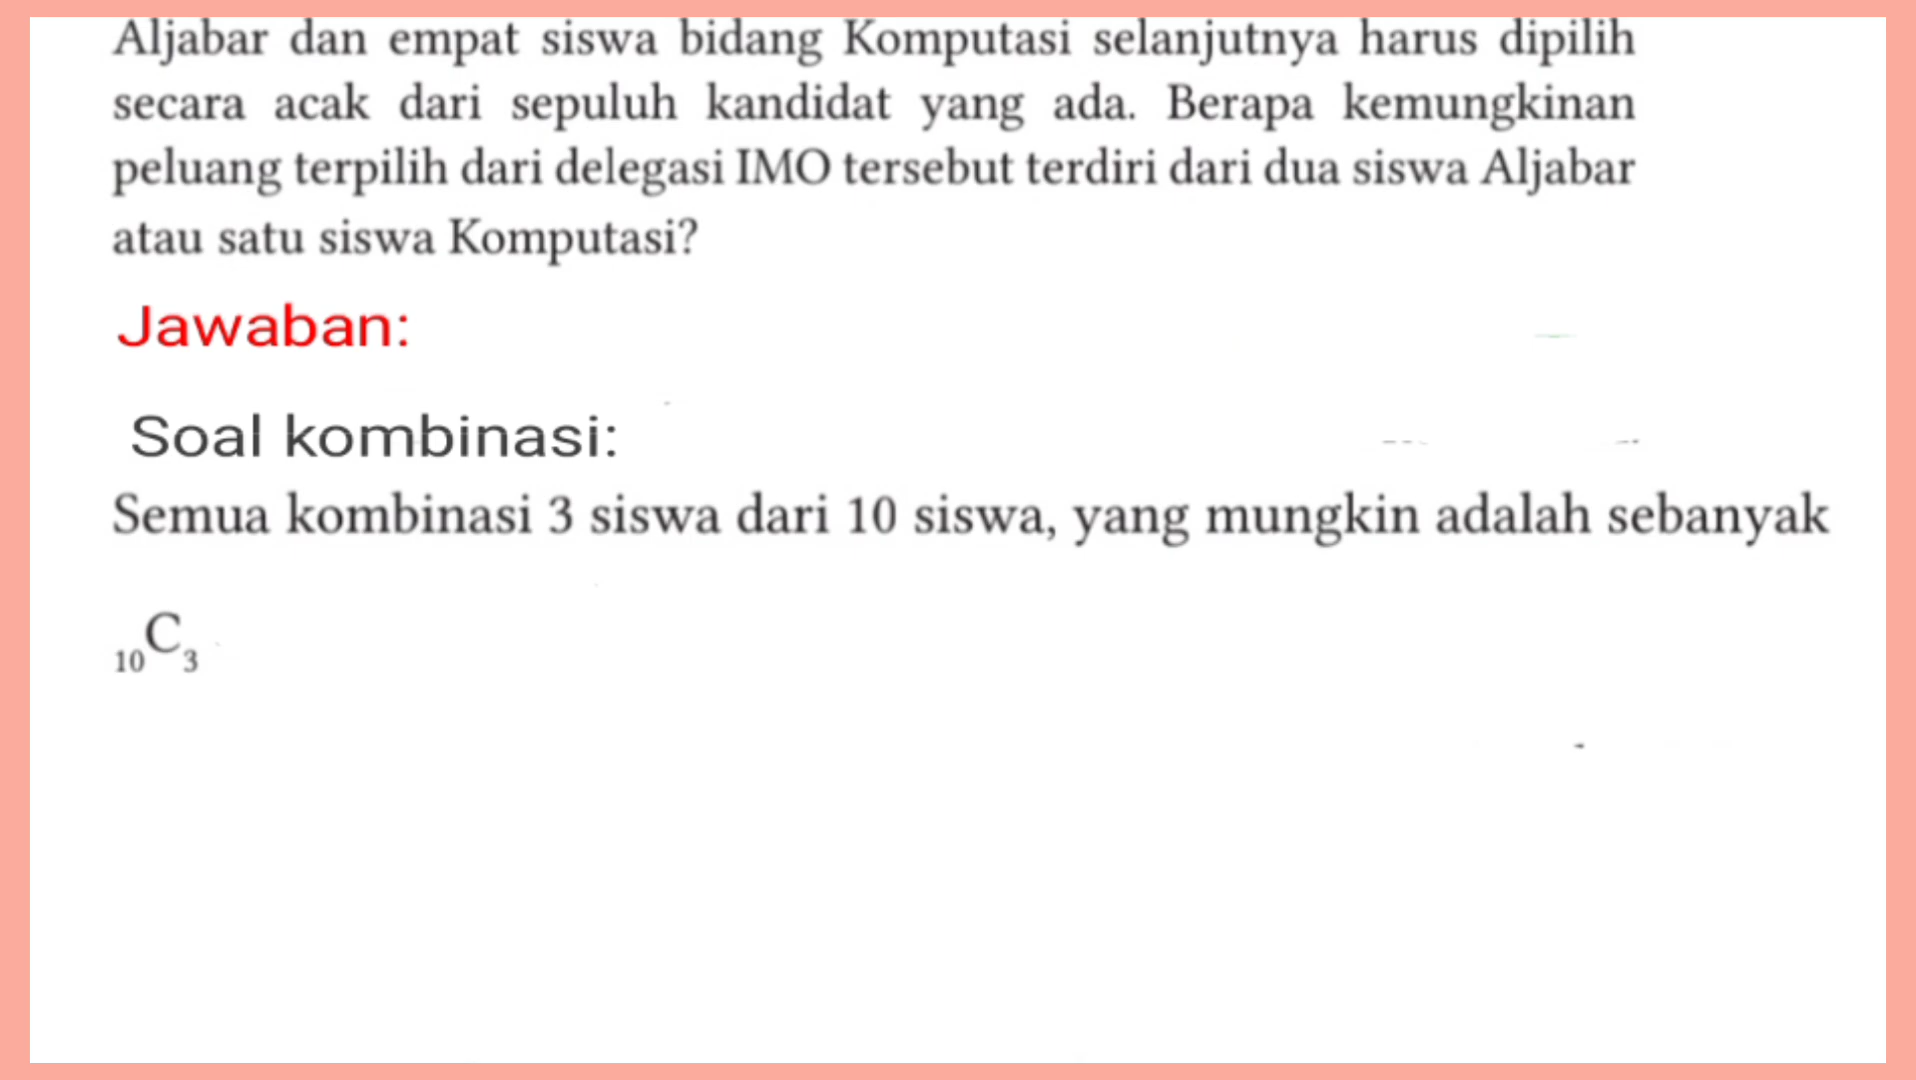 Aljabar dan empat siswa bidang Komputasi selanjutnya harus dipilih
secara acak dari sepuluh kandidat yang ada. Berapa kemungkinan
peluang terpilih dari delegasi IMO tersebut terdiri dari dua siswa Aljabar
atau satu siswa Komputasi?
Jawaban:
Soal kombinasi:
Semua kombinasi 3 siswa dari 10 siswa, yang mungkin adalah sebanyak
₁₀C₃